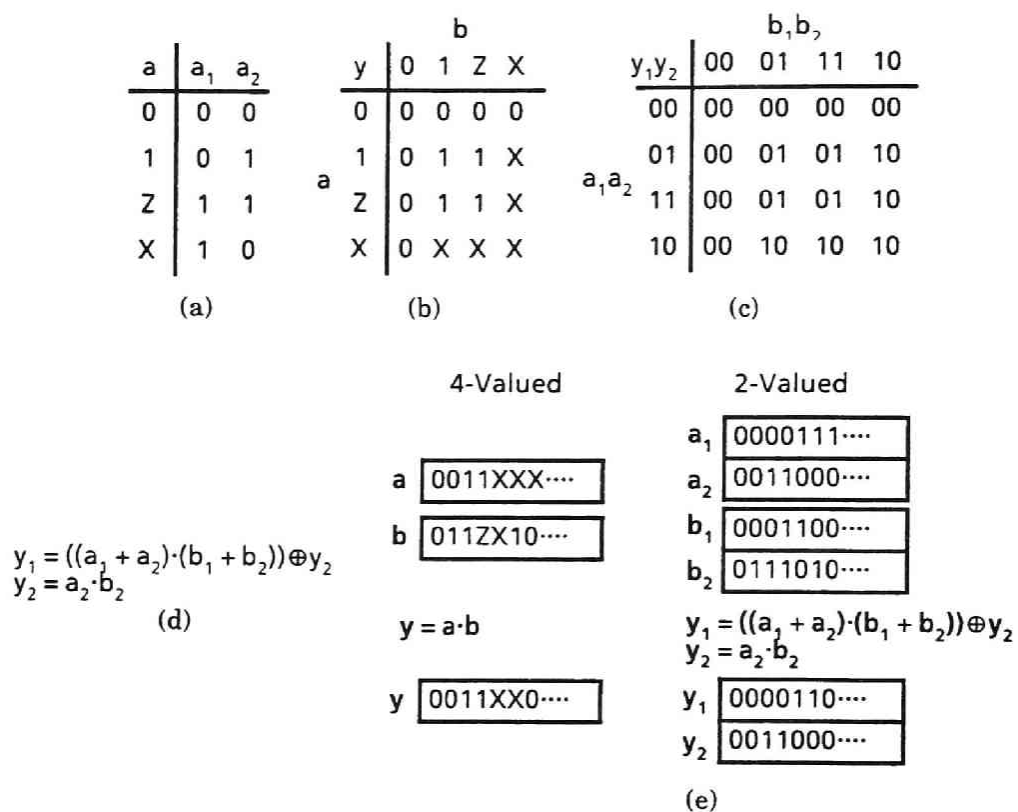 a a₁ a₂
0 0 0
1 0 1
Z 1 1
X 1 0
(a)
b
y 0 1 Z X
0 0 0 0 0
1 0 1 1 X
a
Z 0 1 1 X
X 0 X X X
(b)
b₁b₂
y₁y₂ 00 01 11 10
00 00 00 00 00
01 00 01 01 10
a₁a₂
11 00 01 01 10
10 00 10 10 10
(c)
y₁ = ((a₁ + a₂)·(b₁ + b₂))⊕y₂
y₂ = a₂·b₂
(d)
4-Valued
a 0011XXX····
b 011ZX10····
y = a·b
y 0011XX0····
2-Valued
a₁ 0000111····
a₂ 0011000····
b₁ 0001100····
b₂ 0111010····
y₁ = ((a₁ + a₂)·(b₁ + b₂))⊕y₂
y₂ = a₂·b₂
y₁ 0000110····
y₂ 0011000····
(e)